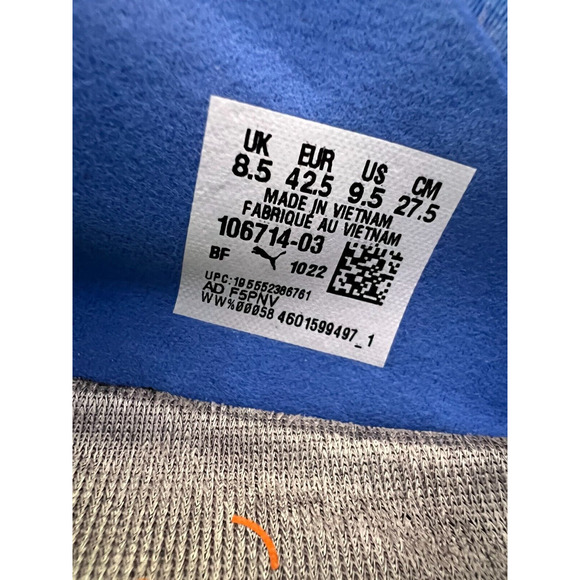 UK EUR US CM
8.5 42.5 9.5 27.5
MADE IN VIETNAM
FABRIQUÉ AU VIETNAM
106714-03
BF 1022
UPC:195552386761
AD F5PNV
WW%00058 4601599497_1